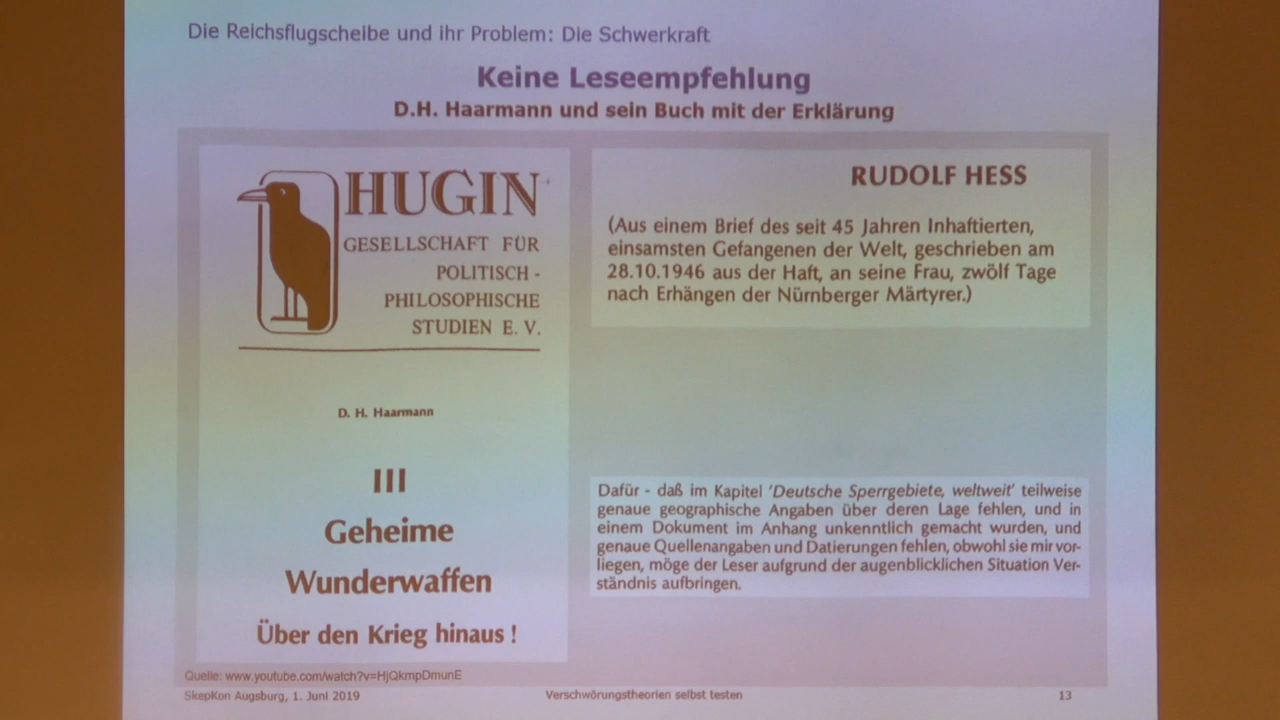 Die Reichsflugscheibe und ihr Problem: Die Schwerkraft
Keine Leseempfehlung
D.H. Haarmann und sein Buch mit der Erklärung
HUGIN
GESELLSCHAFT FÜR
POLITISCH -
PHILOSOPHISCHE
STUDIEN E. V.
D. H. Haarmann
III
Geheime
Wunderwaffen
Über den Krieg hinaus !
RUDOLF HESS
(Aus einem Brief des seit 45 Jahren Inhaftierten,
einsamsten Gefangenen der Welt, geschrieben am
28.10.1946 aus der Haft, an seine Frau, zwölf Tage
nach Erhängen der Nürnberger Märtyrer.)
Dafür - daß im Kapitel 'Deutsche Sperrgebiete, weltweit' teilweise
genaue geographische Angaben über deren Lage fehlen, und in
einem Dokument im Anhang unkenntlich gemacht wurden, und
genaue Quellenangaben und Datierungen fehlen, obwohl sie mir vor-
liegen, möge der Leser aufgrund der augenblicklichen Situation Ver-
ständnis aufbringen.
Quelle: www.youtube.com/watch?v=HjQkmpDmunE
SkepKon Augsburg, 1. Juni 2019
Verschwörungstheorien selbst testen
13